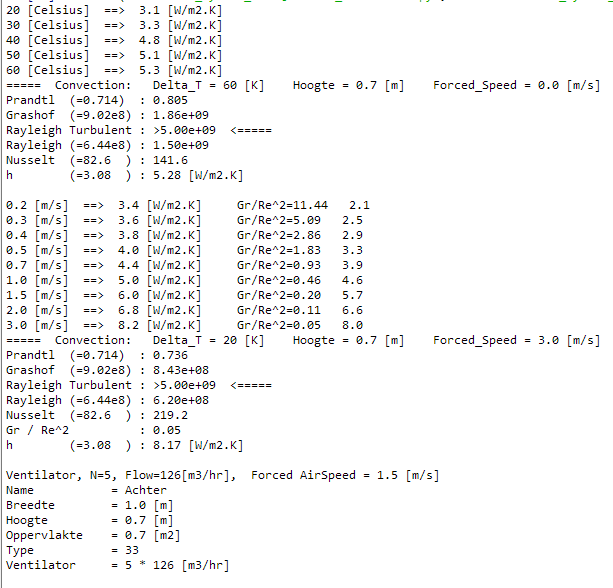 20 [Celsius]  ==>  3.1 [W/m2.K]
30 [Celsius]  ==>  3.3 [W/m2.K]
40 [Celsius]  ==>  4.8 [W/m2.K]
50 [Celsius]  ==>  5.1 [W/m2.K]
60 [Celsius]  ==>  5.3 [W/m2.K]
=====  Convection:   Delta_T = 60 [K]    Hoogte = 0.7 [m]    Forced_Speed = 0.0 [m/s]
Prandtl  (=0.714)  : 0.805
Grashof  (=9.02e8) : 1.86e+09
Rayleigh Turbulent : >5.00e+09  <=====
Rayleigh (=6.44e8) : 1.50e+09
Nusselt  (=82.6  ) : 141.6
h        (=3.08  ) : 5.28 [W/m2.K]

0.2 [m/s]  ==>  3.4 [W/m2.K]     Gr/Re^2=11.44   2.1
0.3 [m/s]  ==>  3.6 [W/m2.K]     Gr/Re^2=5.09   2.5
0.4 [m/s]  ==>  3.8 [W/m2.K]     Gr/Re^2=2.86   2.9
0.5 [m/s]  ==>  4.0 [W/m2.K]     Gr/Re^2=1.83   3.3
0.7 [m/s]  ==>  4.4 [W/m2.K]     Gr/Re^2=0.93   3.9
1.0 [m/s]  ==>  5.0 [W/m2.K]     Gr/Re^2=0.46   4.6
1.5 [m/s]  ==>  6.0 [W/m2.K]     Gr/Re^2=0.20   5.7
2.0 [m/s]  ==>  6.8 [W/m2.K]     Gr/Re^2=0.11   6.6
3.0 [m/s]  ==>  8.2 [W/m2.K]     Gr/Re^2=0.05   8.0
=====  Convection:   Delta_T = 20 [K]    Hoogte = 0.7 [m]    Forced_Speed = 3.0 [m/s]
Prandtl  (=0.714)  : 0.736
Grashof  (=9.02e8) : 8.43e+08
Rayleigh Turbulent : >5.00e+09  <=====
Rayleigh (=6.44e8) : 6.20e+08
Nusselt  (=82.6  ) : 219.2
Gr / Re^2          : 0.05
h        (=3.08  ) : 8.17 [W/m2.K]

Ventilator, N=5, Flow=126[m3/hr],  Forced AirSpeed = 1.5 [m/s]
Name           = Achter
Breedte        = 1.0 [m]
Hoogte         = 0.7 [m]
Oppervlakte    = 0.7 [m2]
Type           = 33
Ventilator     = 5 * 126 [m3/hr]